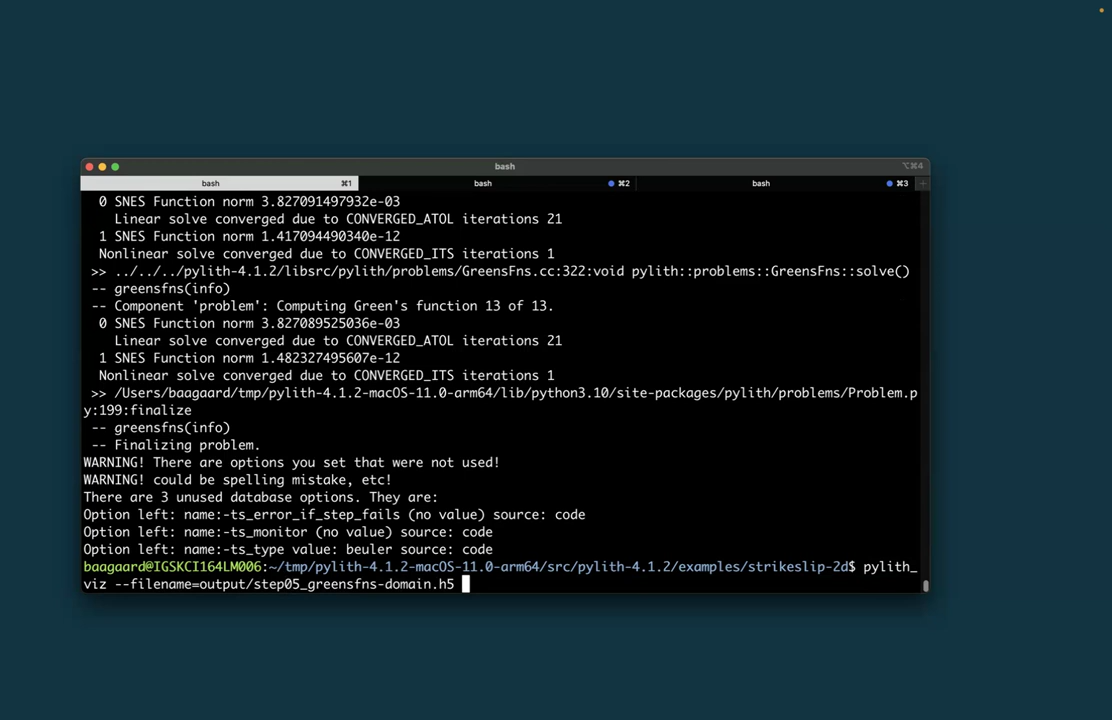 bash
⌥⌘4
bash ⌘1 bash ⌘2 bash ⌘3 +
0 SNES Function norm 3.827091497932e-03
Linear solve converged due to CONVERGED_ATOL iterations 21
1 SNES Function norm 1.417094490340e-12
Nonlinear solve converged due to CONVERGED_ITS iterations 1
>> ../../../pylith-4.1.2/libsrc/pylith/problems/GreensFns.cc:322:void pylith::problems::GreensFns::solve()
-- greensfns(info)
-- Component 'problem': Computing Green's function 13 of 13.
0 SNES Function norm 3.827089525036e-03
Linear solve converged due to CONVERGED_ATOL iterations 21
1 SNES Function norm 1.482327495607e-12
Nonlinear solve converged due to CONVERGED_ITS iterations 1
>> /Users/baagaard/tmp/pylith-4.1.2-macOS-11.0-arm64/lib/python3.10/site-packages/pylith/problems/Problem.p
y:199:finalize
-- greensfns(info)
-- Finalizing problem.
WARNING! There are options you set that were not used!
WARNING! could be spelling mistake, etc!
There are 3 unused database options. They are:
Option left: name:-ts_error_if_step_fails (no value) source: code
Option left: name:-ts_monitor (no value) source: code
Option left: name:-ts_type value: beuler source: code
baagaard@IGSKCI164LM006:~/tmp/pylith-4.1.2-macOS-11.0-arm64/src/pylith-4.1.2/examples/strikeslip-2d$ pylith_
viz --filename=output/step05_greensfns-domain.h5